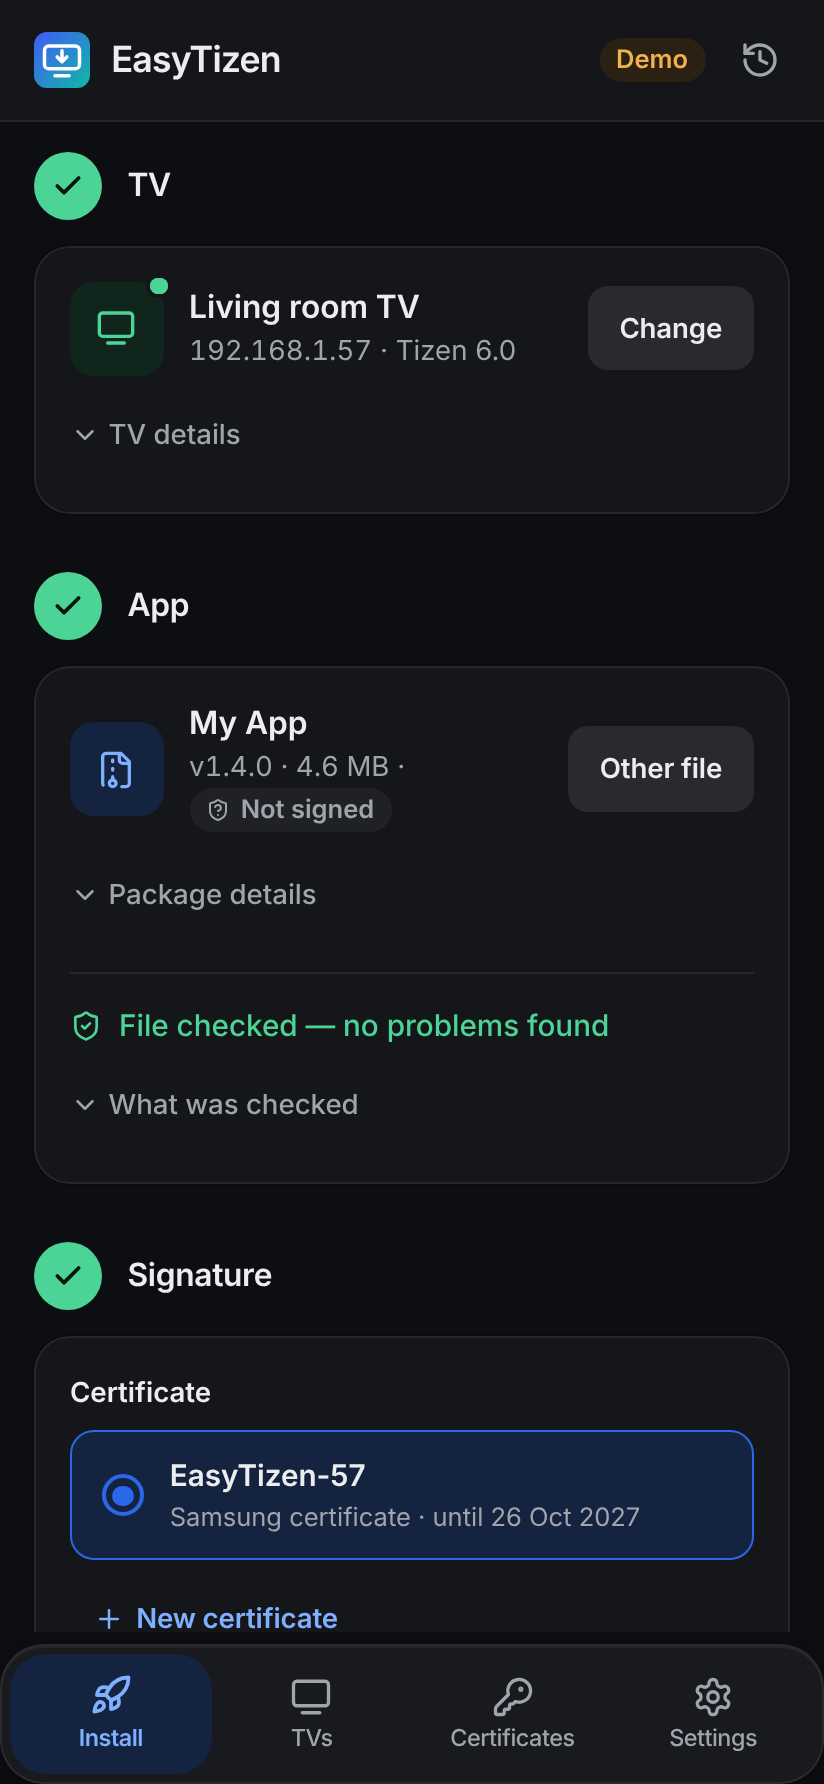 EasyTizen
Demo
TV
Living room TV
192.168.1.57 · Tizen 6.0
Change
TV details
App
My App
v1.4.0 · 4.6 MB ·
Not signed
Other file
Package details
File checked — no problems found
What was checked
Signature
Certificate
EasyTizen-57
Samsung certificate · until 26 Oct 2027
New certificate
Install
TVs
Certificates
Settings